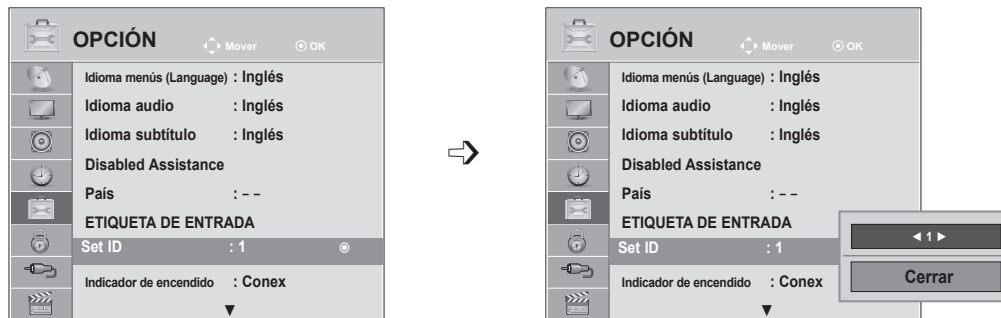 OPCIÓN Mover OK
Idioma menús (Language) : Inglés
Idioma audio : Inglés
Idioma subtítulo : Inglés
Disabled Assistance
País : – –
ETIQUETA DE ENTRADA
Set ID : 1
Indicador de encendido : Conex
▼
OPCIÓN Mover OK
Idioma menús (Language) : Inglés
Idioma audio : Inglés
Idioma subtítulo : Inglés
Disabled Assistance
País : – –
ETIQUETA DE ENTRADA
Set ID : 1
Indicador de encendido : Conex
▼
◄ 1 ►
Cerrar